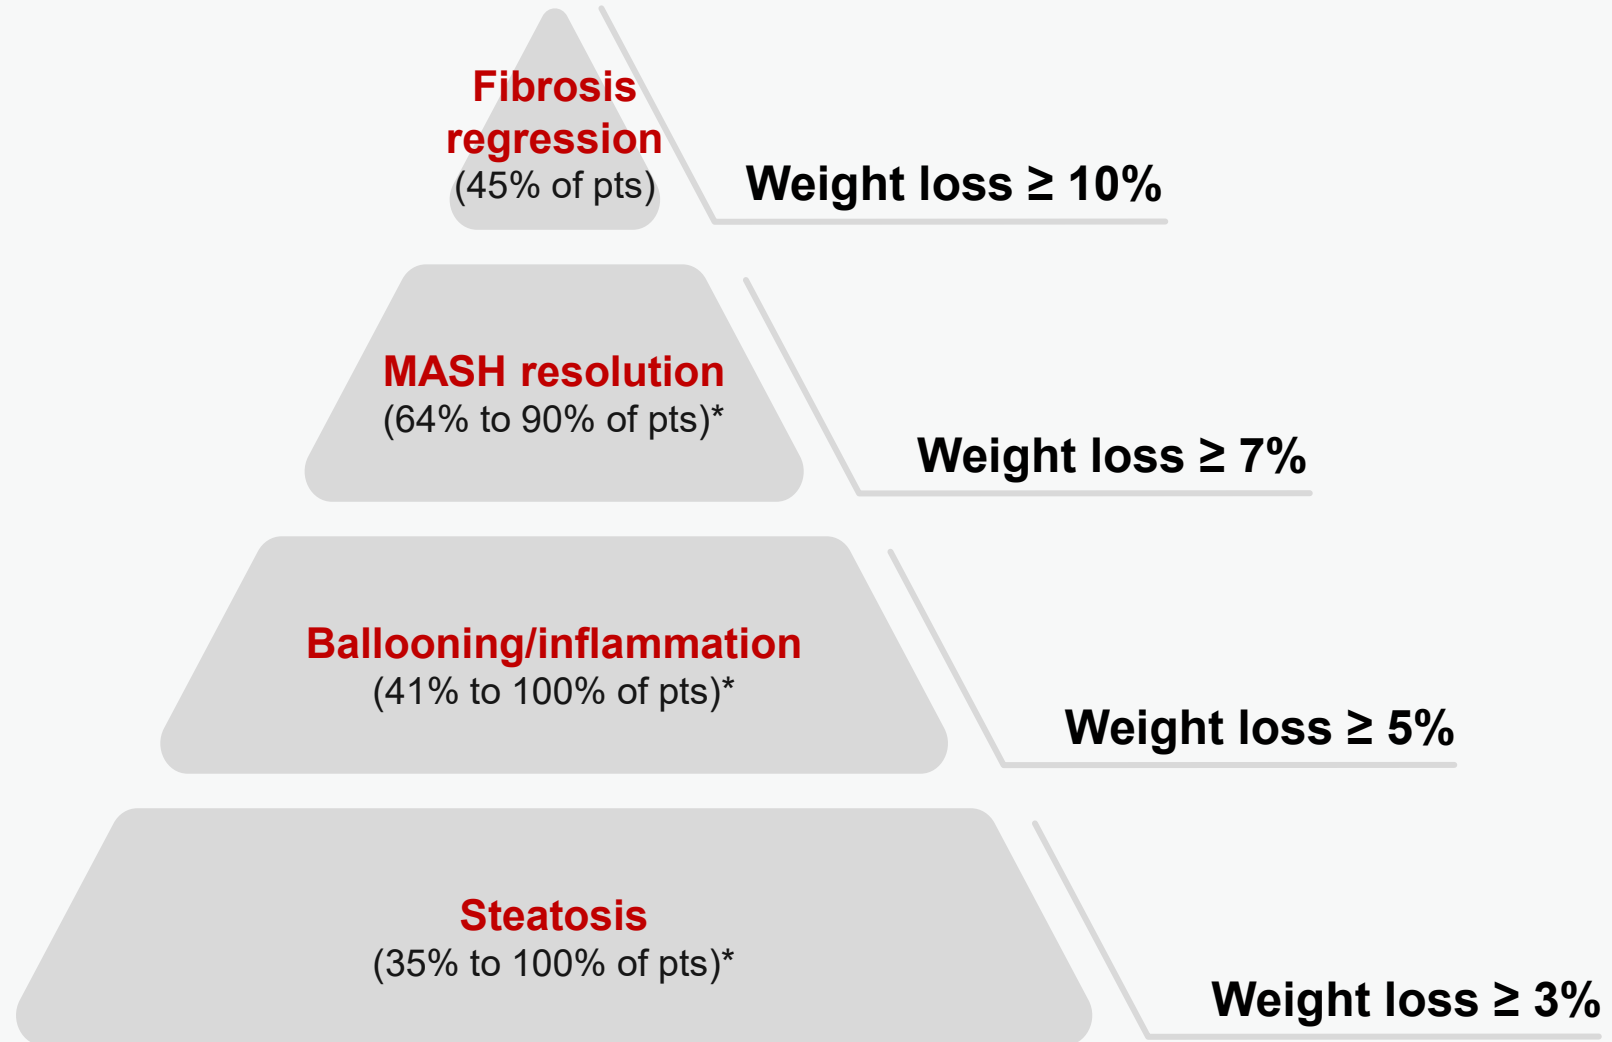 Fibrosis
regression
(45% of pts)
Weight loss ≥ 10%
MASH resolution
(64% to 90% of pts)*
Weight loss ≥ 7%
Ballooning/inflammation
(41% to 100% of pts)*
Weight loss ≥ 5%
Steatosis
(35% to 100% of pts)*
Weight loss ≥ 3%